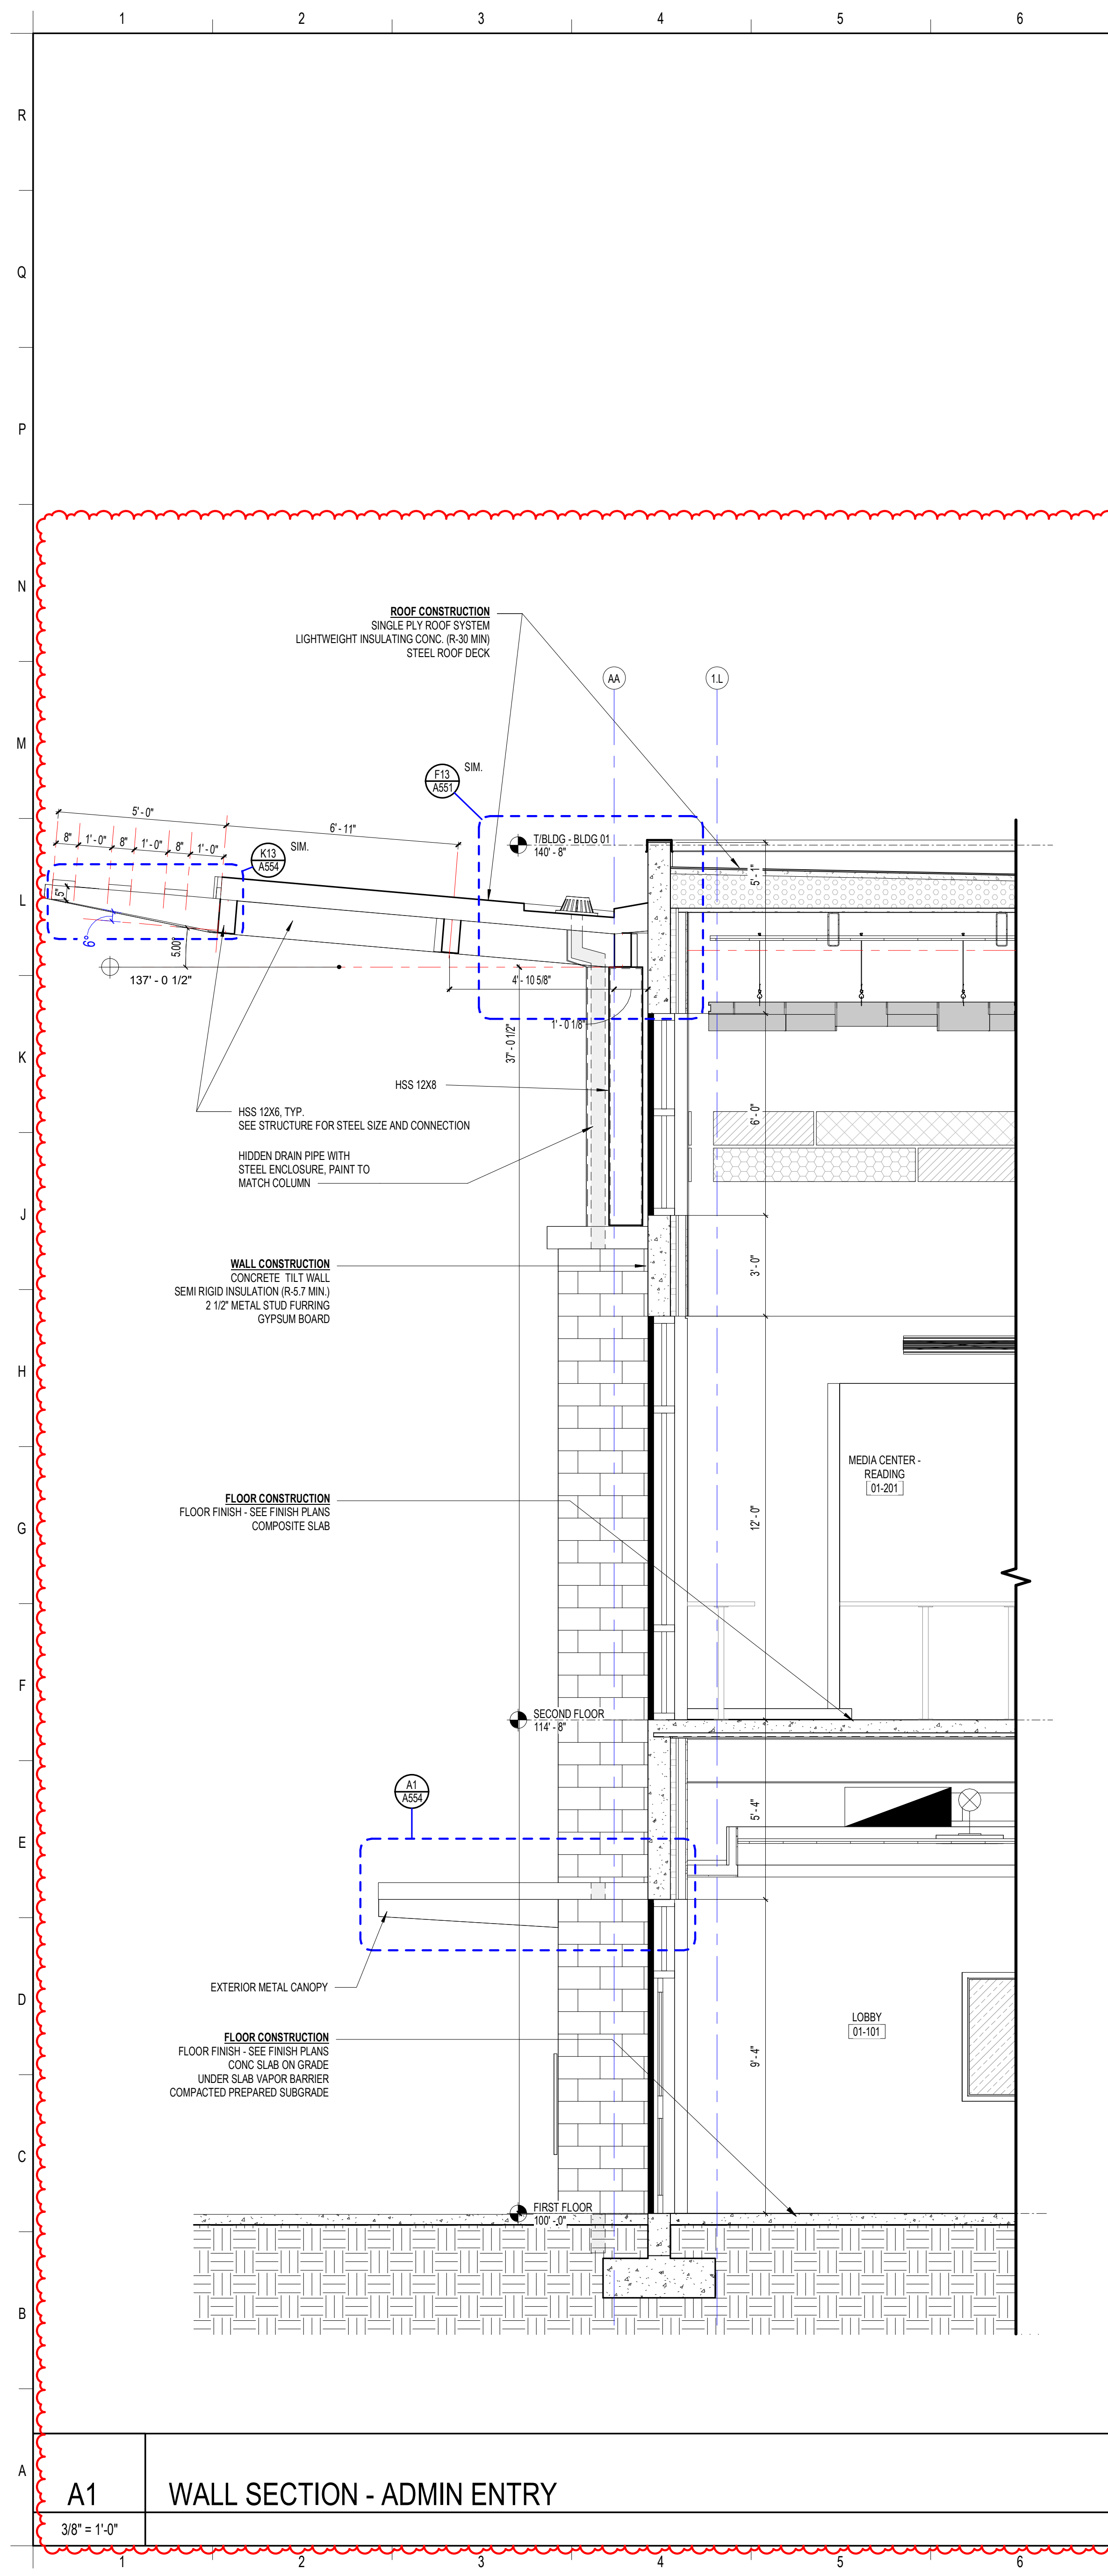 1 2 3 4 5 6
R
Q
P
N
M
L
K
J
H
G
F
E
D
C
B
A
ROOF CONSTRUCTION
SINGLE PLY ROOF SYSTEM
LIGHTWEIGHT INSULATING CONC. (R-30 MIN)
STEEL ROOF DECK
AA
1.L
F13
A551
SIM.
5' - 0"
6' - 11"
8" 1' - 0" 8" 1' - 0" 8" 1' - 0"
K13
A554
SIM.
T/BLDG - BLDG 01
140' - 8"
5' - 1"
5"
6°
5.00°
137' - 0 1/2"
4' - 10 5/8"
1' - 0 1/8"
37' - 0 1/2"
HSS 12X8
HSS 12X6, TYP.
SEE STRUCTURE FOR STEEL SIZE AND CONNECTION
6' - 0"
HIDDEN DRAIN PIPE WITH
STEEL ENCLOSURE, PAINT TO
MATCH COLUMN
WALL CONSTRUCTION
CONCRETE TILT WALL
SEMI RIGID INSULATION (R-5.7 MIN.)
2 1/2" METAL STUD FURRING
GYPSUM BOARD
3' - 0"
MEDIA CENTER -
READING
01-201
FLOOR CONSTRUCTION
FLOOR FINISH - SEE FINISH PLANS
COMPOSITE SLAB
12' - 0"
SECOND FLOOR
114' - 8"
A1
A554
5' - 4"
EXTERIOR METAL CANOPY
LOBBY
01-101
FLOOR CONSTRUCTION
FLOOR FINISH - SEE FINISH PLANS
CONC SLAB ON GRADE
UNDER SLAB VAPOR BARRIER
COMPACTED PREPARED SUBGRADE
9' - 4"
FIRST FLOOR
100' - 0"
A1
WALL SECTION - ADMIN ENTRY
3/8" = 1'-0"
1 2 3 4 5 6